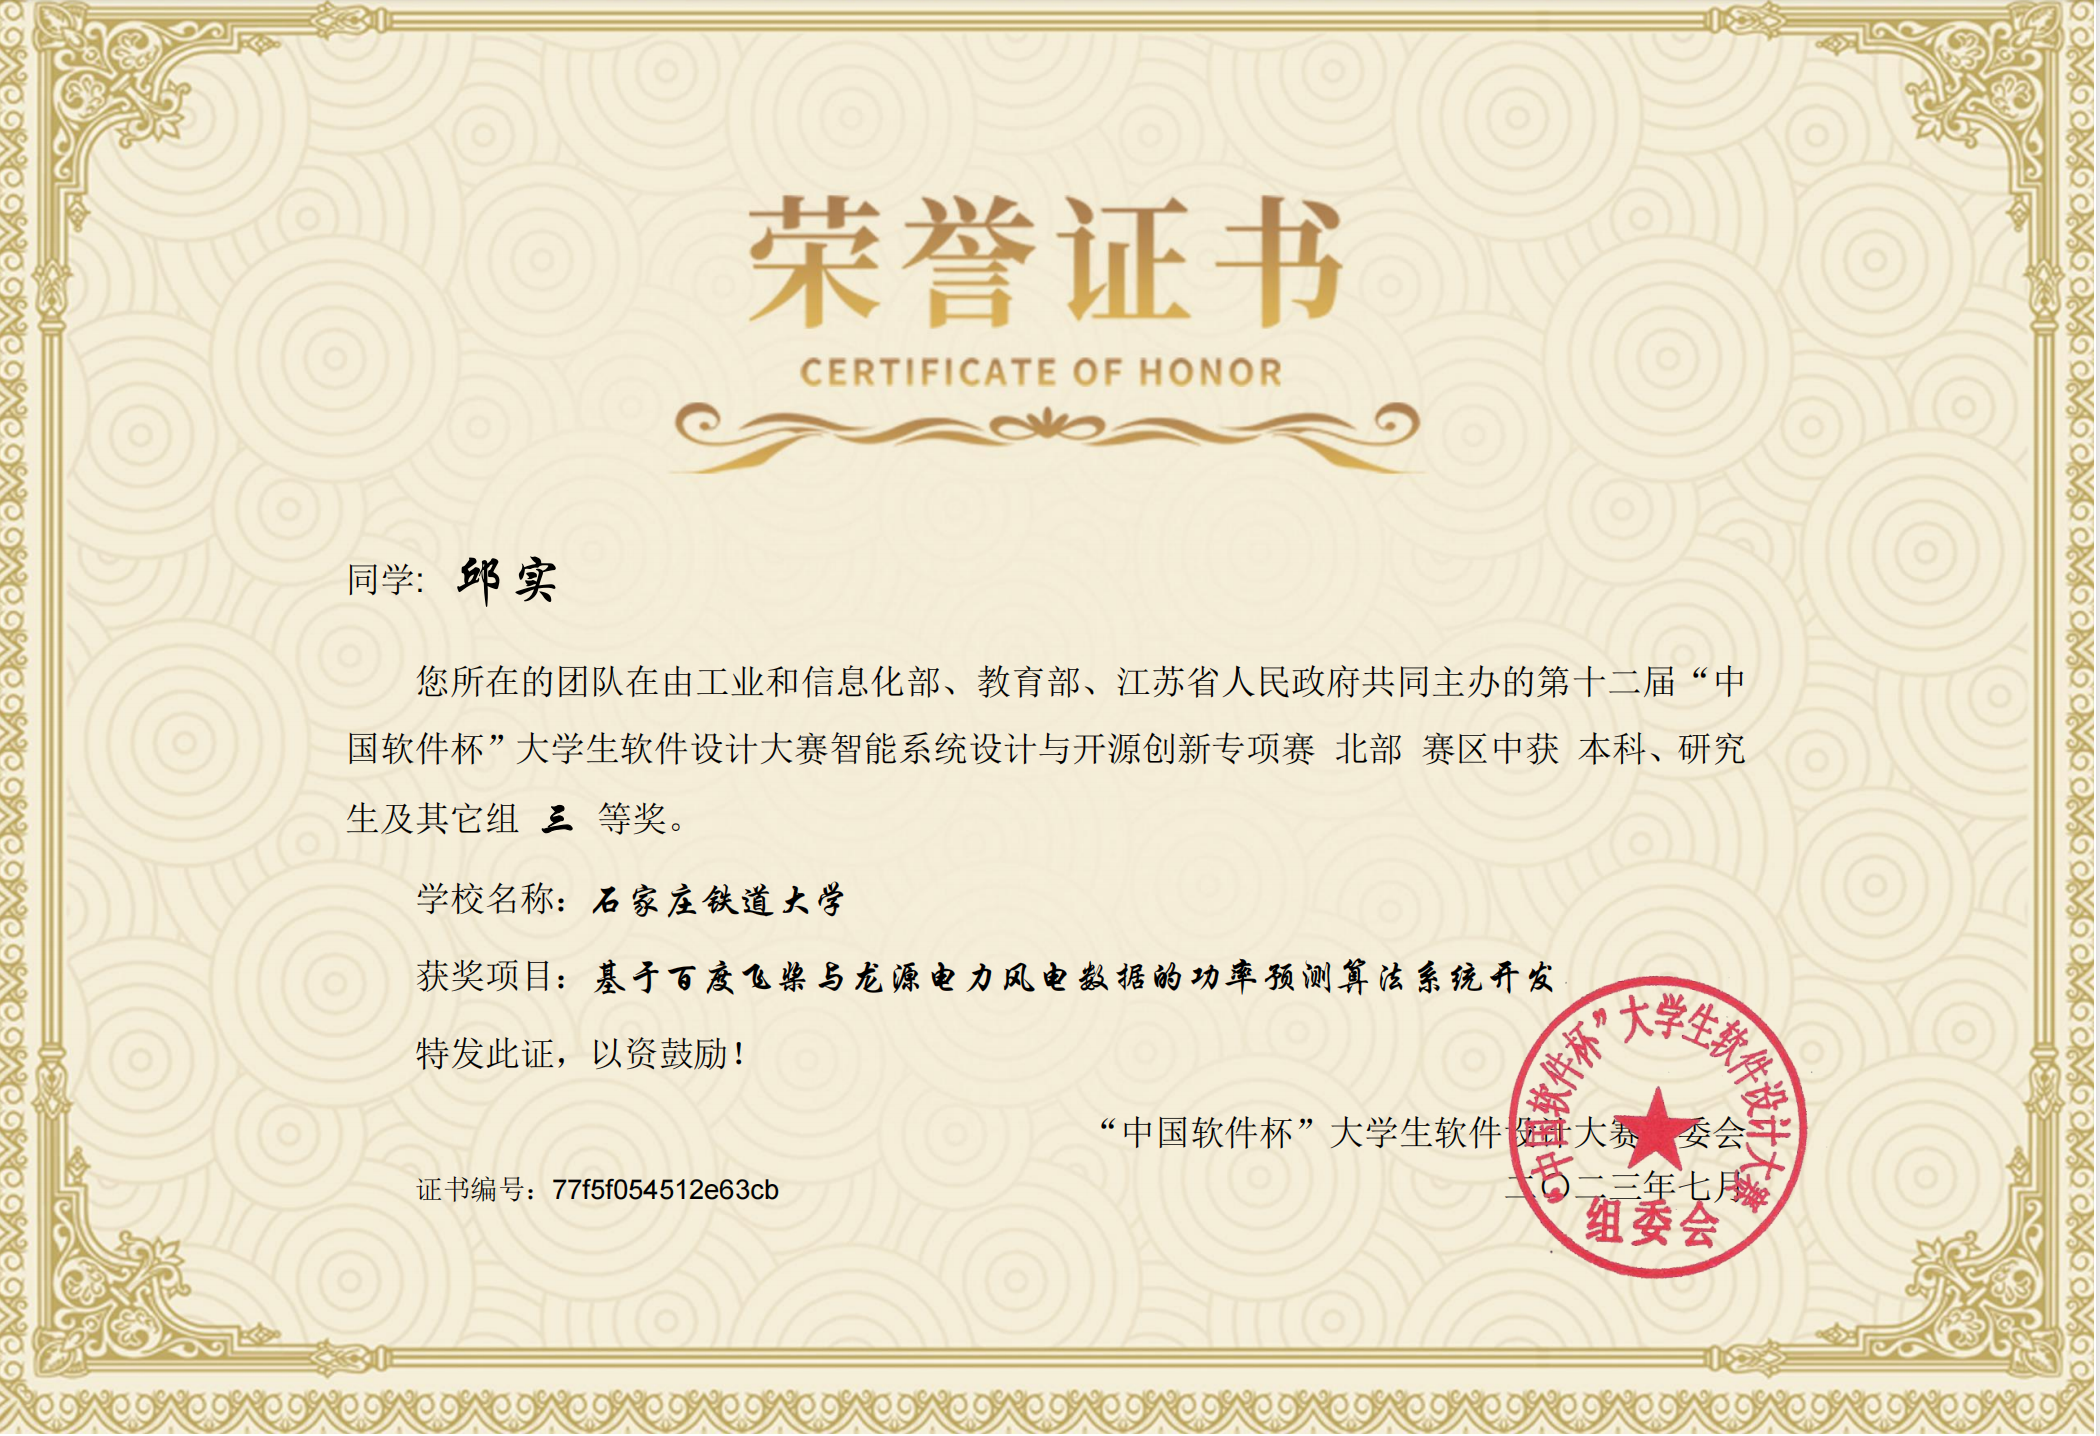 荣誉证书
CERTIFICATE OF HONOR
同学: 邱实
您所在的团队在由工业和信息化部、教育部、江苏省人民政府共同主办的第十二届“中
国软件杯”大学生软件设计大赛智能系统设计与开源创新专项赛 北部 赛区中获 本科、研究
生及其它组 三 等奖。
学校名称：石家庄铁道大学
获奖项目：基于百度飞桨与龙源电力风电数据的功率预测算法系统开发
特发此证，以资鼓励！
“中国软件杯”大学生软件设计大赛组委会
二〇二三年七月
证书编号：77f5f054512e63cb
“中国软件杯”大学生软件设计大赛
组委会